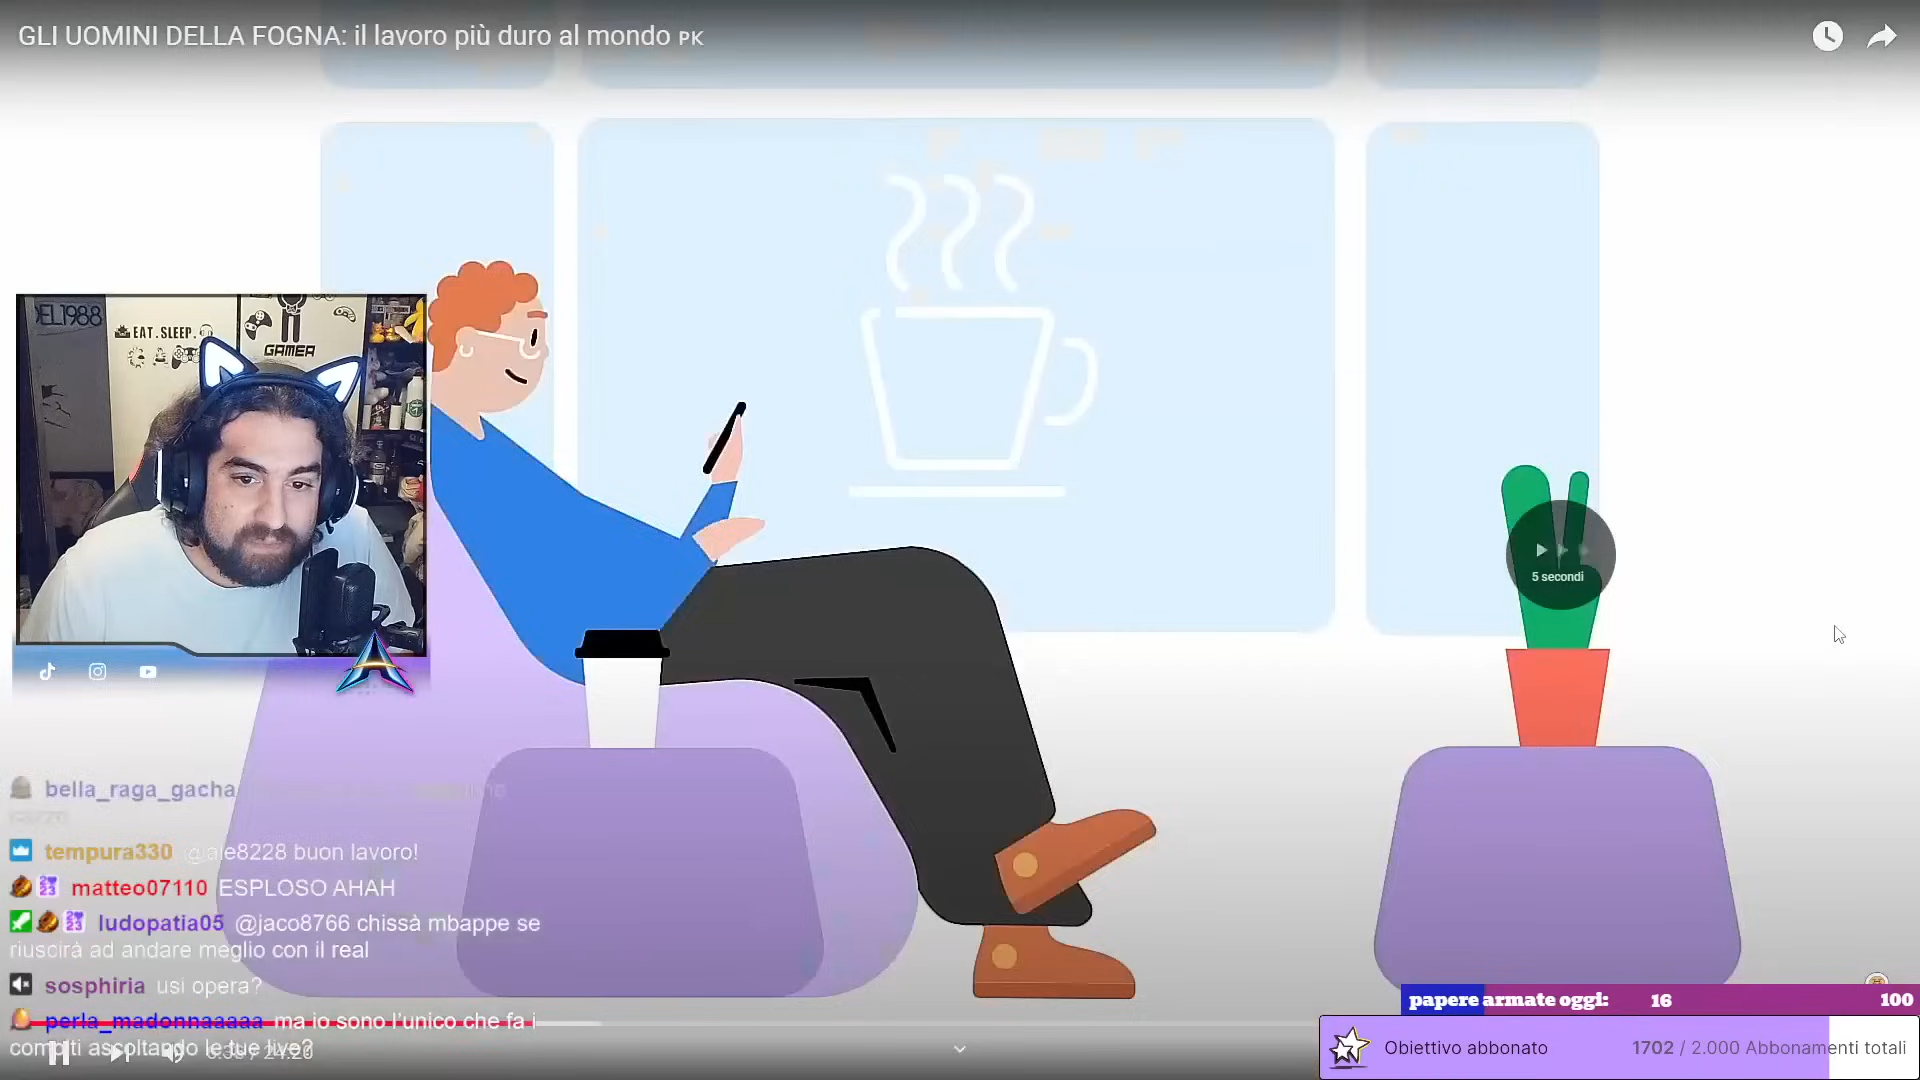 GLI UOMINI DELLA FOGNA: il lavoro più duro al mondo PK
EL1988
EAT.SLEEP.
GAMER
5 secondi
bella_raga_gacha
tempura330 @ale8228 buon lavoro!
matteo07110 ESPLOSO AHAH
ludopatia05 @jaco8766 chissà mbappe se
riuscirà ad andare meglio con il real
sosphiria usi opera?
perla_madonnaaaaa ma io sono l'unico che fa i
compiti ascoltando le tue live?
24:20
papere armate oggi: 16 100
Obiettivo abbonato 1702 / 2.000 Abbonamenti totali